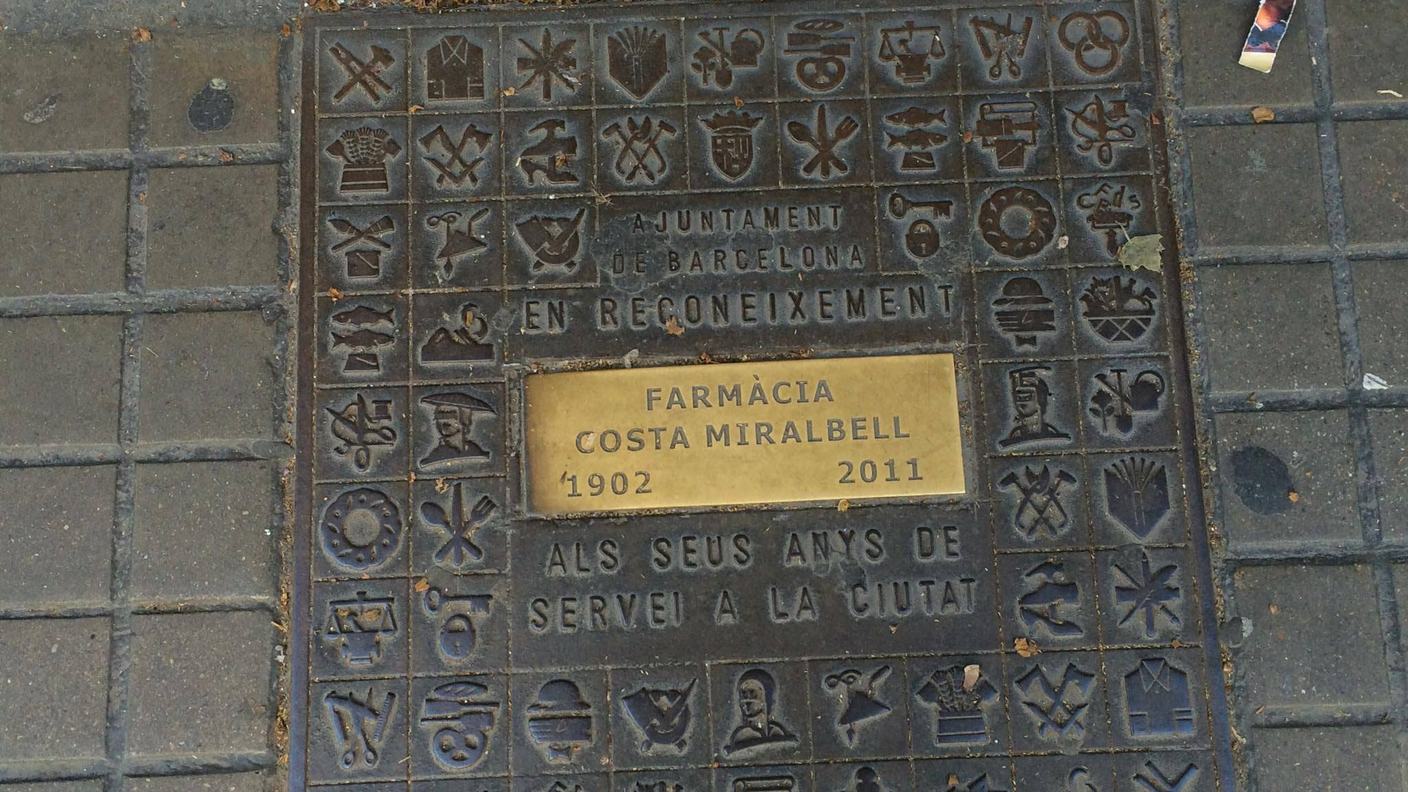 AJUNTAMENT
DE BARCELONA
EN RECONEIXEMENT
FARMÀCIA
COSTA MIRALBELL
1902 2011
ALS SEUS ANYS DE
SERVEI A LA CIUTAT